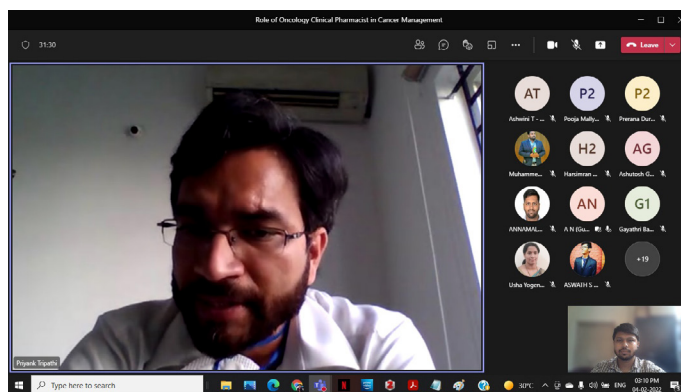 Role of Oncology Clinical Pharmacist in Cancer Management
31:30
Leave
AT
P2
P2
Ashwini T - ...
Pooja Mally...
Prerana Dur...
H2
AG
Muhamme...
Harsimran ...
Ashutosh G...
AN
G1
ANNAMAL...
A N (Gu...
Gayathri Ba...
+19
Usha Yogen...
ASWATH S ...
Priyank Tripathi
Type here to search
30°C
ENG
03:10 PM
04-02-2022